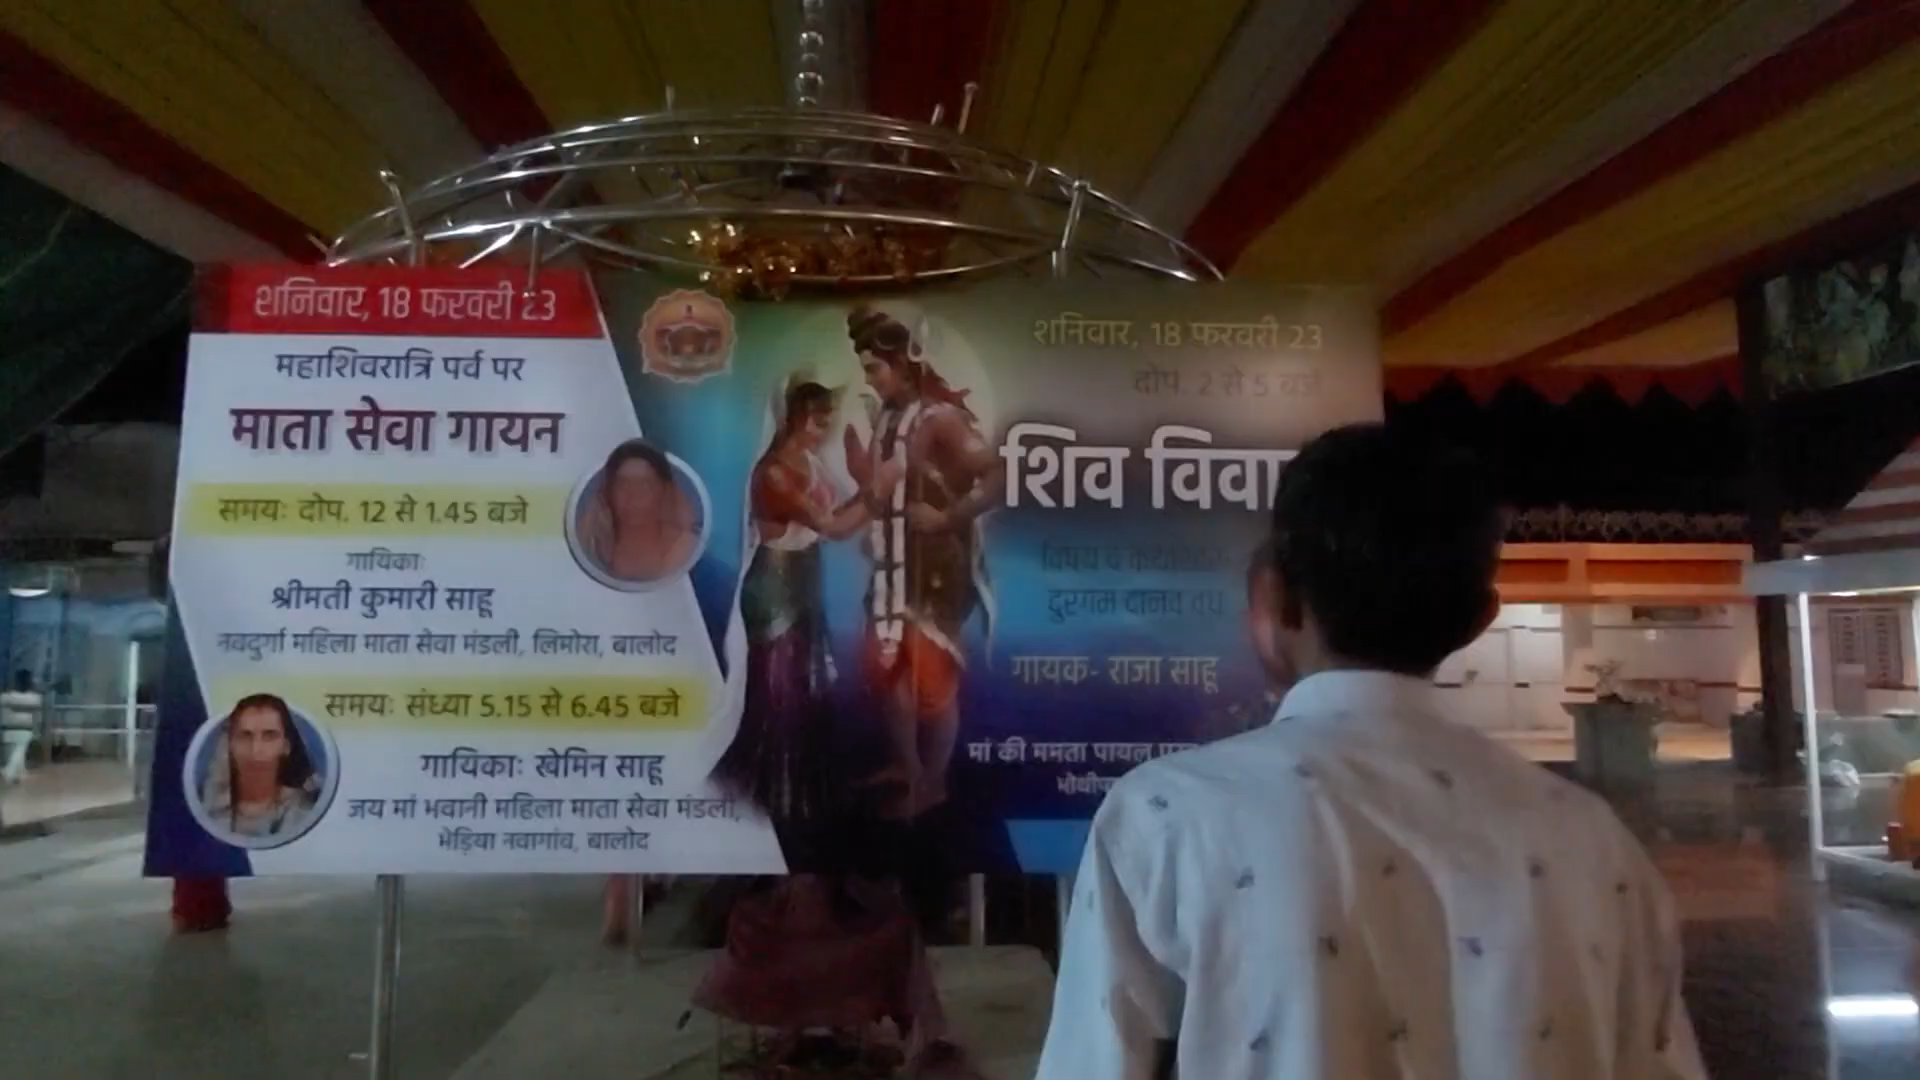 शनिवार, 18 फरवरी 23
महाशिवरात्रि पर्व पर
माता सेवा गायन
समयः दोप. 12 से 1.45 बजे
गायिकाः
श्रीमती कुमारी साहू
नवदुर्गा महिला माता सेवा मंडली, लिमोरा, बालोद
समयः संध्या 5.15 से 6.45 बजे
गायिकाः खेमिन साहू
जय मां भवानी महिला माता सेवा मंडली,
भेड़िया नवागांव, बालोद
शनिवार, 18 फरवरी 23
दोप. 2 से 5 बजे
शिव विवा
विषय व
दुरगम दानव वध
गायक- राजा साहू
मां की ममता पायल